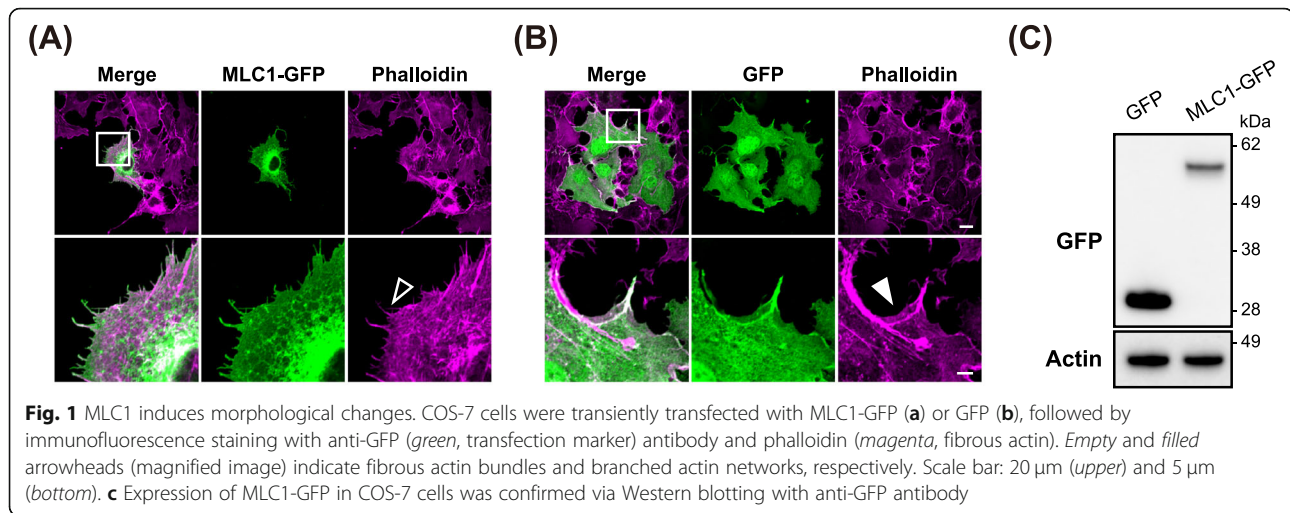 (A)
Merge MLC1-GFP Phalloidin
(B)
Merge GFP Phalloidin
(C)
GFP MLC1-GFP
kDa
62
49
GFP
38
28
49
Actin
Fig. 1 MLC1 induces morphological changes. COS-7 cells were transiently transfected with MLC1-GFP (a) or GFP (b), followed by
immunofluorescence staining with anti-GFP (green, transfection marker) antibody and phalloidin (magenta, fibrous actin). Empty and filled
arrowheads (magnified image) indicate fibrous actin bundles and branched actin networks, respectively. Scale bar: 20 μm (upper) and 5 μm
(bottom). c Expression of MLC1-GFP in COS-7 cells was confirmed via Western blotting with anti-GFP antibody